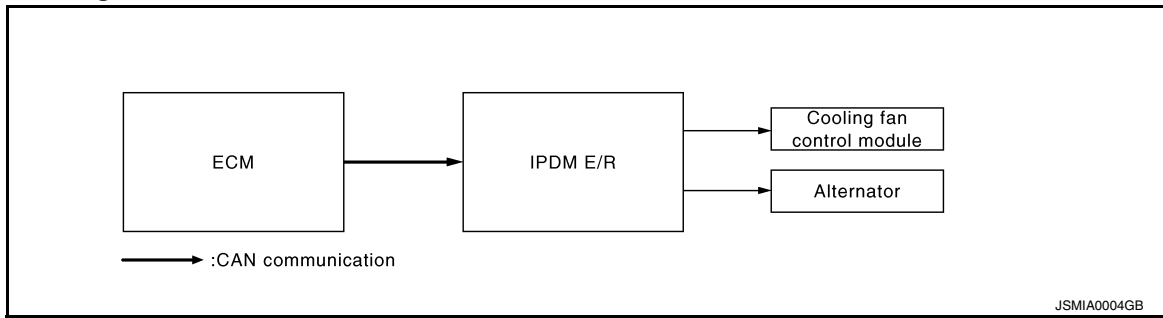 ECM
IPDM E/R
Cooling fan
control module
Alternator
:CAN communication
JSMIA0004GB